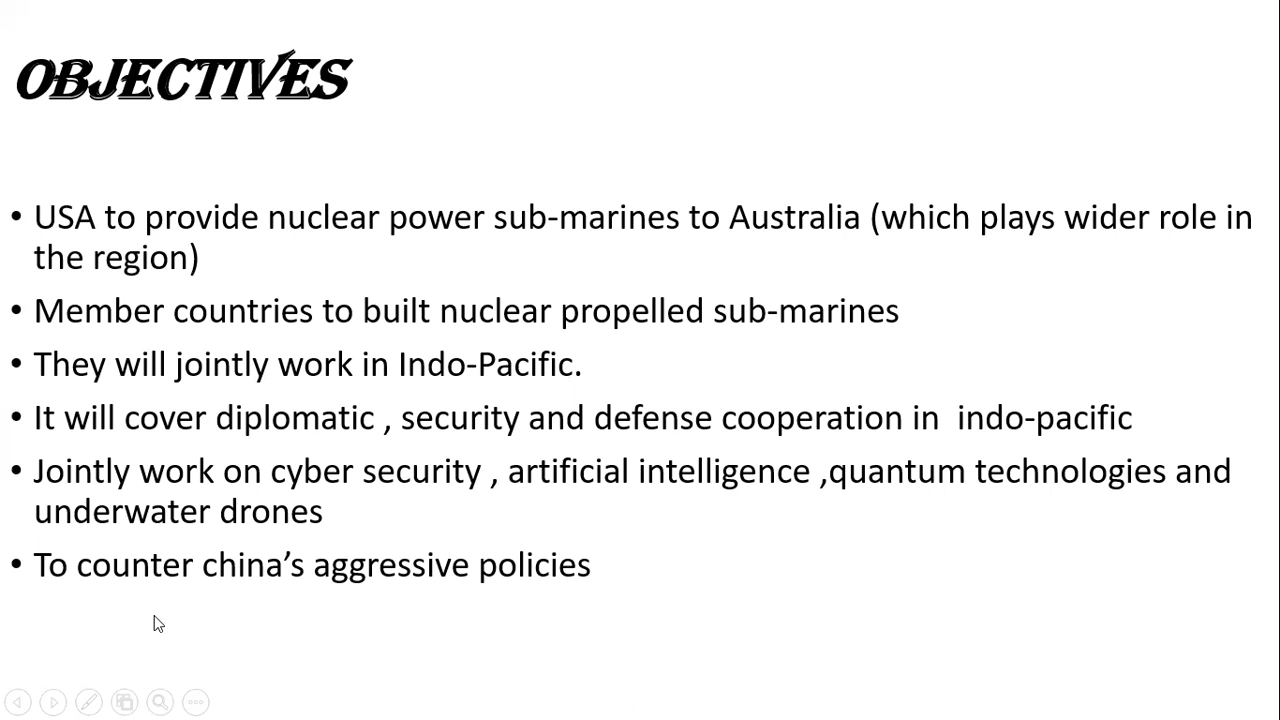 OBJECTIVES
• USA to provide nuclear power sub-marines to Australia (which plays wider role in
the region)
• Member countries to built nuclear propelled sub-marines
• They will jointly work in Indo-Pacific.
• It will cover diplomatic , security and defense cooperation in  indo-pacific
• Jointly work on cyber security , artificial intelligence ,quantum technologies and
underwater drones
• To counter china’s aggressive policies